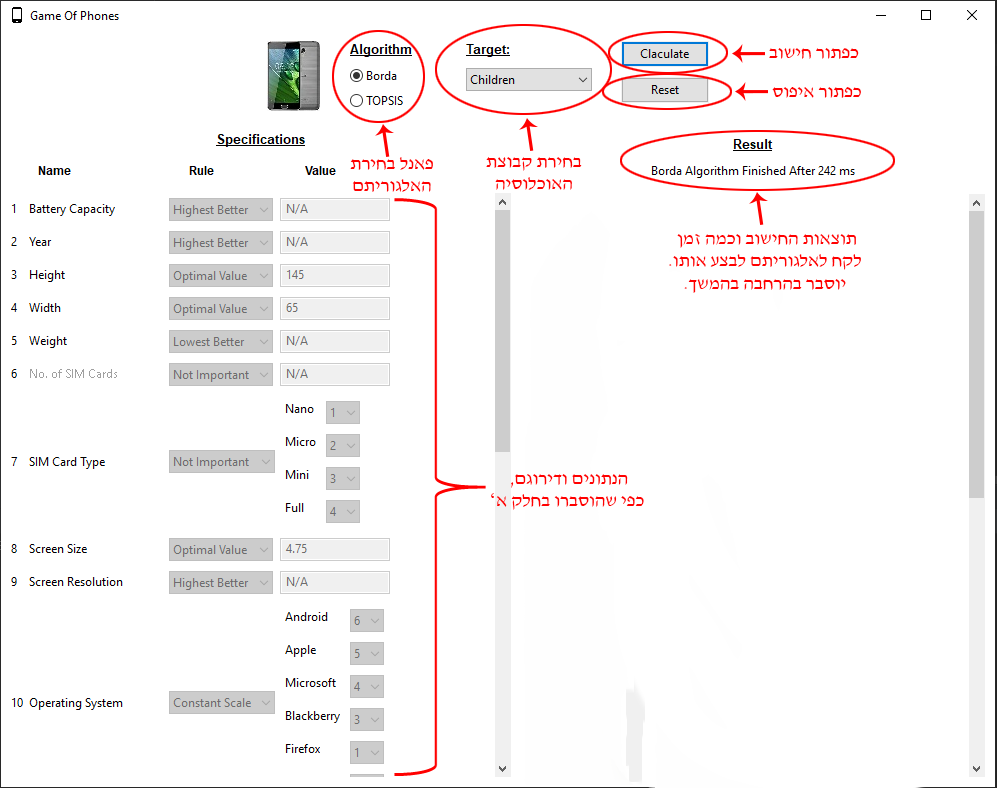 Game Of Phones
Algorithm
Borda
TOPSIS
Target:
Children
Claculate
Reset
כפתור חישוב
כפתור איפוס
פאנל בחירת
האלגוריתם
בחירת קבוצת
האוכלוסיה
Result
Borda Algorithm Finished After 242 ms
תוצאות החישוב וכמה זמן
לקח לאלגוריתם לבצע אותו.
יוסבר בהרחבה בהמשך.
Specifications
Name Rule Value
1 Battery Capacity Highest Better N/A
2 Year Highest Better N/A
3 Height Optimal Value 145
4 Width Optimal Value 65
5 Weight Lowest Better N/A
6 No. of SIM Cards Not Important N/A
7 SIM Card Type Not Important
Nano 1
Micro 2
Mini 3
Full 4
הנתונים ודירוגם,
כפי שהוסברו בחלק א'
8 Screen Size Optimal Value 4.75
9 Screen Resolution Highest Better N/A
10 Operating System Constant Scale
Android 6
Apple 5
Microsoft 4
Blackberry 3
Firefox 1